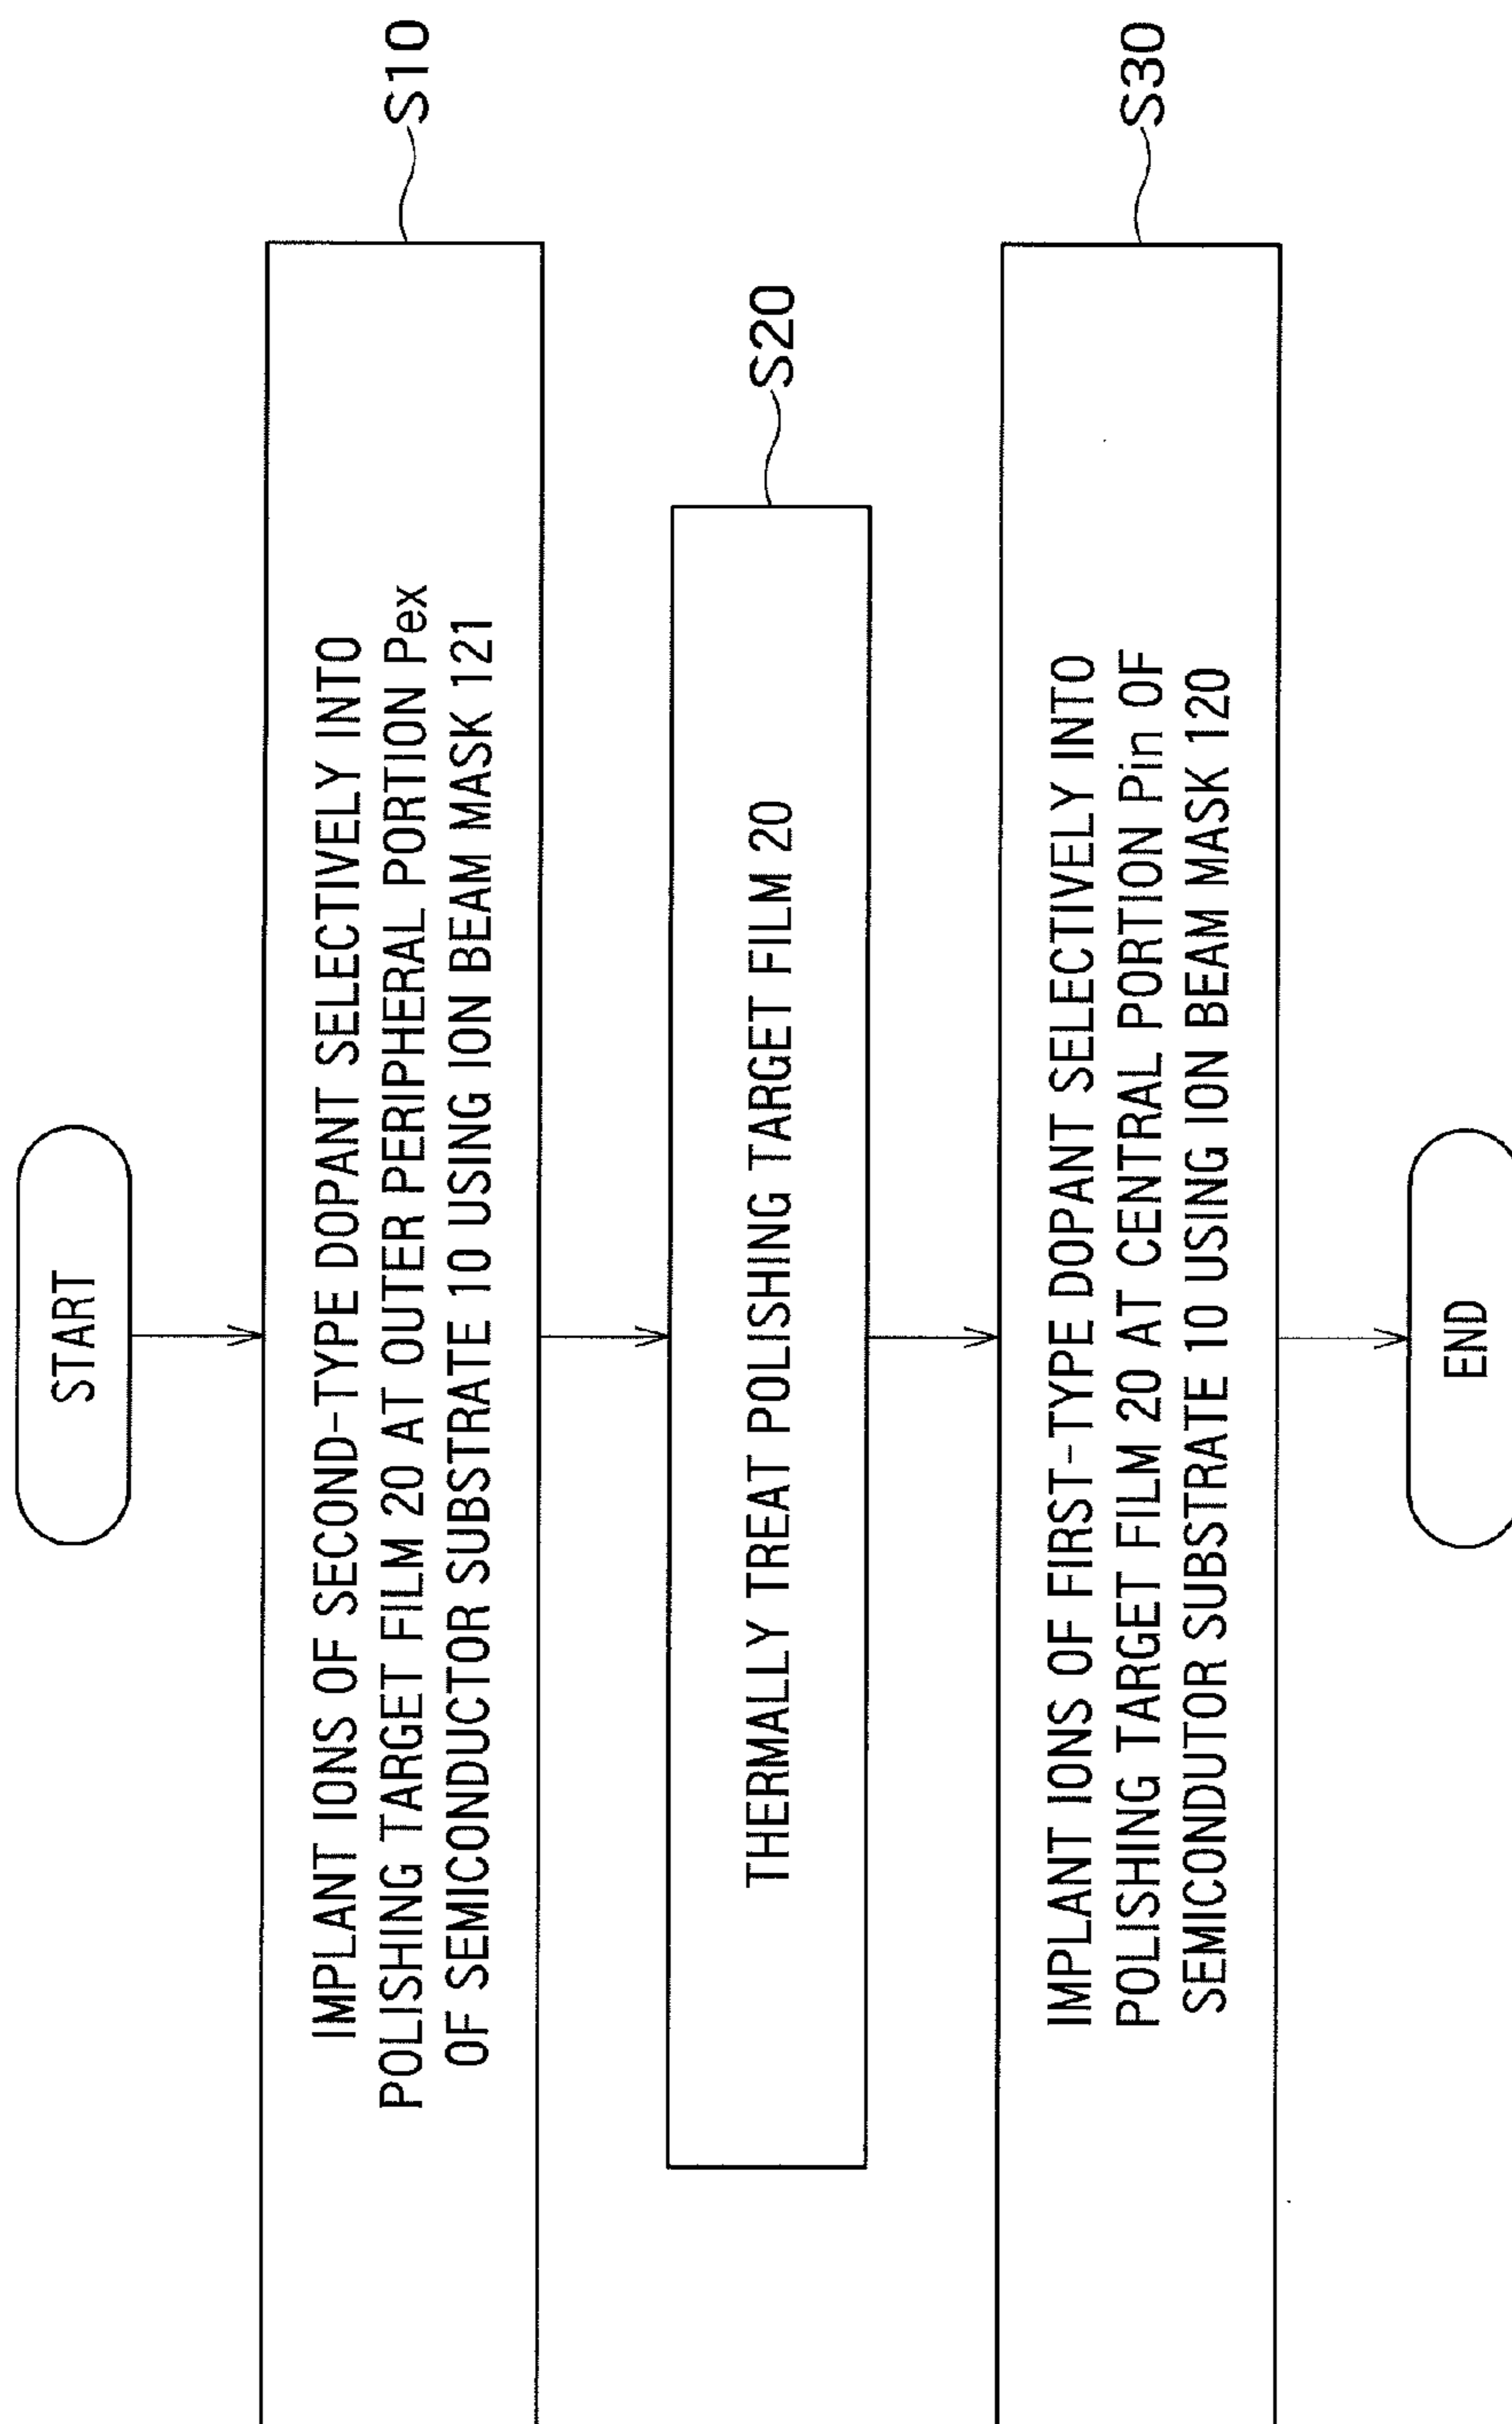 START
IMPLANT IONS OF SECOND-TYPE DOPANT SELECTIVELY INTO
POLISHING TARGET FILM 20 AT OUTER PERIPHERAL PORTION Pex
OF SEMICONDUCTOR SUBSTRATE 10 USING ION BEAM MASK 121
S10
THERMALLY TREAT POLISHING TARGET FILM 20
S20
IMPLANT IONS OF FIRST-TYPE DOPANT SELECTIVELY INTO
POLISHING TARGET FILM 20 AT CENTRAL PORTION Pin OF
SEMICONDUTOR SUBSTRATE 10 USING ION BEAM MASK 120
S30
END